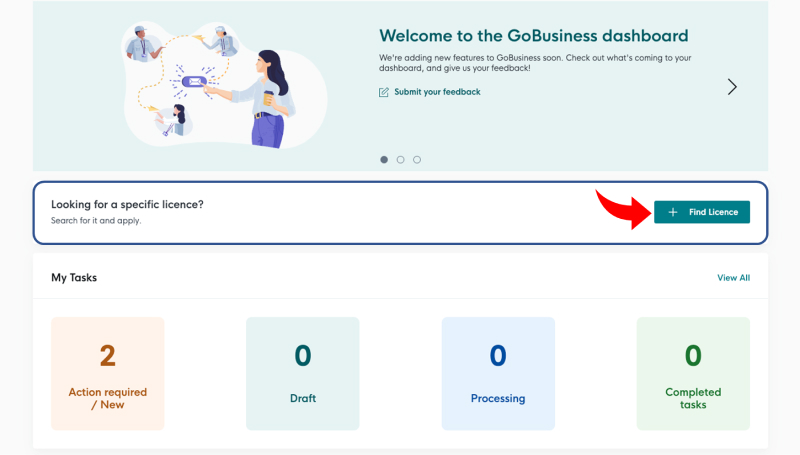 Welcome to the GoBusiness dashboard
We're adding new features to GoBusiness soon. Check out what's coming to your
dashboard, and give us your feedback!
Submit your feedback
Looking for a specific licence?
Search for it and apply.
+ Find Licence
My Tasks
View All
2
Action required
/ New
0
Draft
0
Processing
0
Completed
tasks